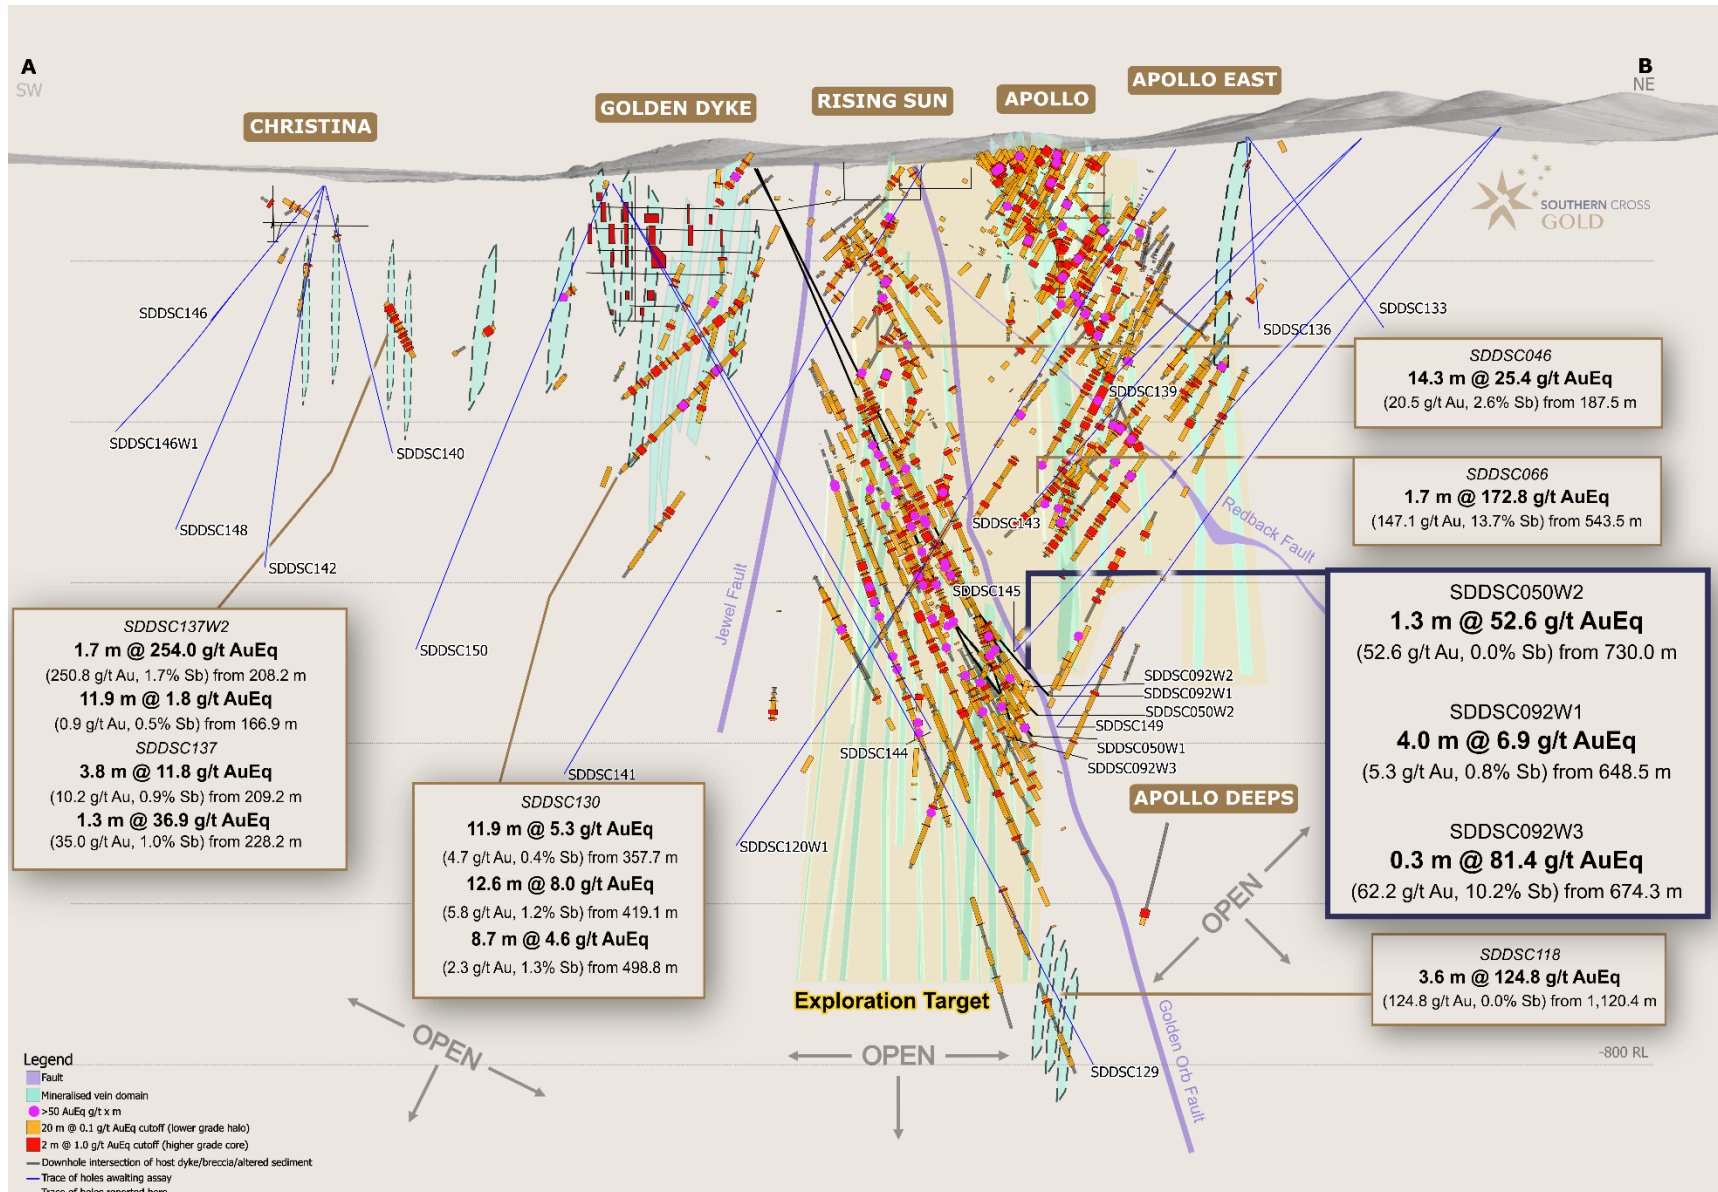 A
SW
B
NE
CHRISTINA
GOLDEN DYKE
RISING SUN
APOLLO
APOLLO EAST
SOUTHERN CROSS
GOLD
SDDSC146
SDDSC146W1
SDDSC148
SDDSC142
SDDSC140
SDDSC150
SDDSC141
SDDSC120W1
SDDSC136
SDDSC133
SDDSC139
SDDSC143
SDDSC145
SDDSC144
SDDSC092W2
SDDSC092W1
SDDSC050W2
SDDSC149
SDDSC050W1
SDDSC092W3
SDDSC129
Jewel Fault
Redback Fault
Golden Orb Fault
SDDSC046
14.3 m @ 25.4 g/t AuEq
(20.5 g/t Au, 2.6% Sb) from 187.5 m
SDDSC066
1.7 m @ 172.8 g/t AuEq
(147.1 g/t Au, 13.7% Sb) from 543.5 m
SDDSC050W2
1.3 m @ 52.6 g/t AuEq
(52.6 g/t Au, 0.0% Sb) from 730.0 m
SDDSC092W1
4.0 m @ 6.9 g/t AuEq
(5.3 g/t Au, 0.8% Sb) from 648.5 m
SDDSC092W3
0.3 m @ 81.4 g/t AuEq
(62.2 g/t Au, 10.2% Sb) from 674.3 m
SDDSC118
3.6 m @ 124.8 g/t AuEq
(124.8 g/t Au, 0.0% Sb) from 1,120.4 m
SDDSC137W2
1.7 m @ 254.0 g/t AuEq
(250.8 g/t Au, 1.7% Sb) from 208.2 m
11.9 m @ 1.8 g/t AuEq
(0.9 g/t Au, 0.5% Sb) from 166.9 m
SDDSC137
3.8 m @ 11.8 g/t AuEq
(10.2 g/t Au, 0.9% Sb) from 209.2 m
1.3 m @ 36.9 g/t AuEq
(35.0 g/t Au, 1.0% Sb) from 228.2 m
SDDSC130
11.9 m @ 5.3 g/t AuEq
(4.7 g/t Au, 0.4% Sb) from 357.7 m
12.6 m @ 8.0 g/t AuEq
(5.8 g/t Au, 1.2% Sb) from 419.1 m
8.7 m @ 4.6 g/t AuEq
(2.3 g/t Au, 1.3% Sb) from 498.8 m
APOLLO DEEPS
Exploration Target
OPEN
OPEN
OPEN
-800 RL
Legend
Fault
Mineralised vein domain
>50 AuEq g/t x m
20 m @ 0.1 g/t AuEq cutoff (lower grade halo)
2 m @ 1.0 g/t AuEq cutoff (higher grade core)
Downhole intersection of host dyke/breccia/altered sediment
Trace of holes awaiting assay
Trace of holes reported here